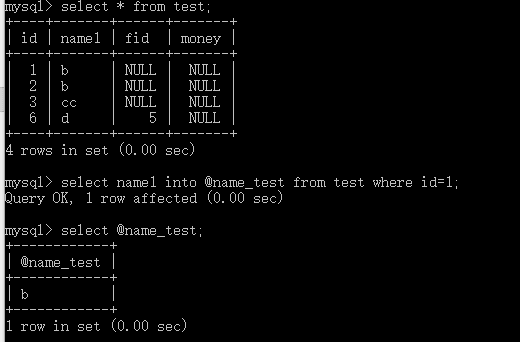 mysql> select * from test;
+----+-------+------+-------+
| id | name1 | fid  | money |
+----+-------+------+-------+
|  1 | b     | NULL |  NULL |
|  2 | b     | NULL |  NULL |
|  3 | cc    | NULL |  NULL |
|  6 | d     |    5 |  NULL |
+----+-------+------+-------+
4 rows in set (0.00 sec)
mysql> select name1 into @name_test from test where id=1;
Query OK, 1 row affected (0.00 sec)
mysql> select @name_test;
+------------+
| @name_test |
+------------+
| b          |
+------------+
1 row in set (0.00 sec)